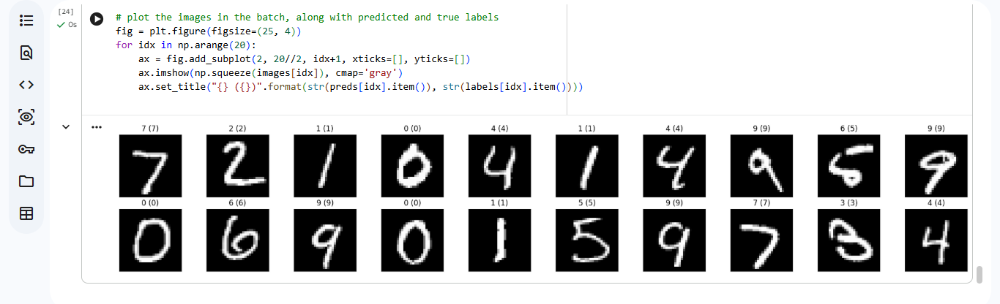 [24]
0s
# plot the images in the batch, along with predicted and true labels
fig = plt.figure(figsize=(25, 4))
for idx in np.arange(20):
    ax = fig.add_subplot(2, 20//2, idx+1, xticks=[], yticks=[])
    ax.imshow(np.squeeze(images[idx]), cmap='gray')
    ax.set_title("{} ({})".format(str(preds[idx].item()), str(labels[idx].item())))
7 (7) 2 (2) 1 (1) 0 (0) 4 (4) 1 (1) 4 (4) 9 (9) 6 (5) 9 (9)
7 2 1 0 4 1 4 9 5 9
0 (0) 6 (6) 9 (9) 0 (0) 1 (1) 5 (5) 9 (9) 7 (7) 3 (3) 4 (4)
0 6 9 0 1 5 9 7 3 4